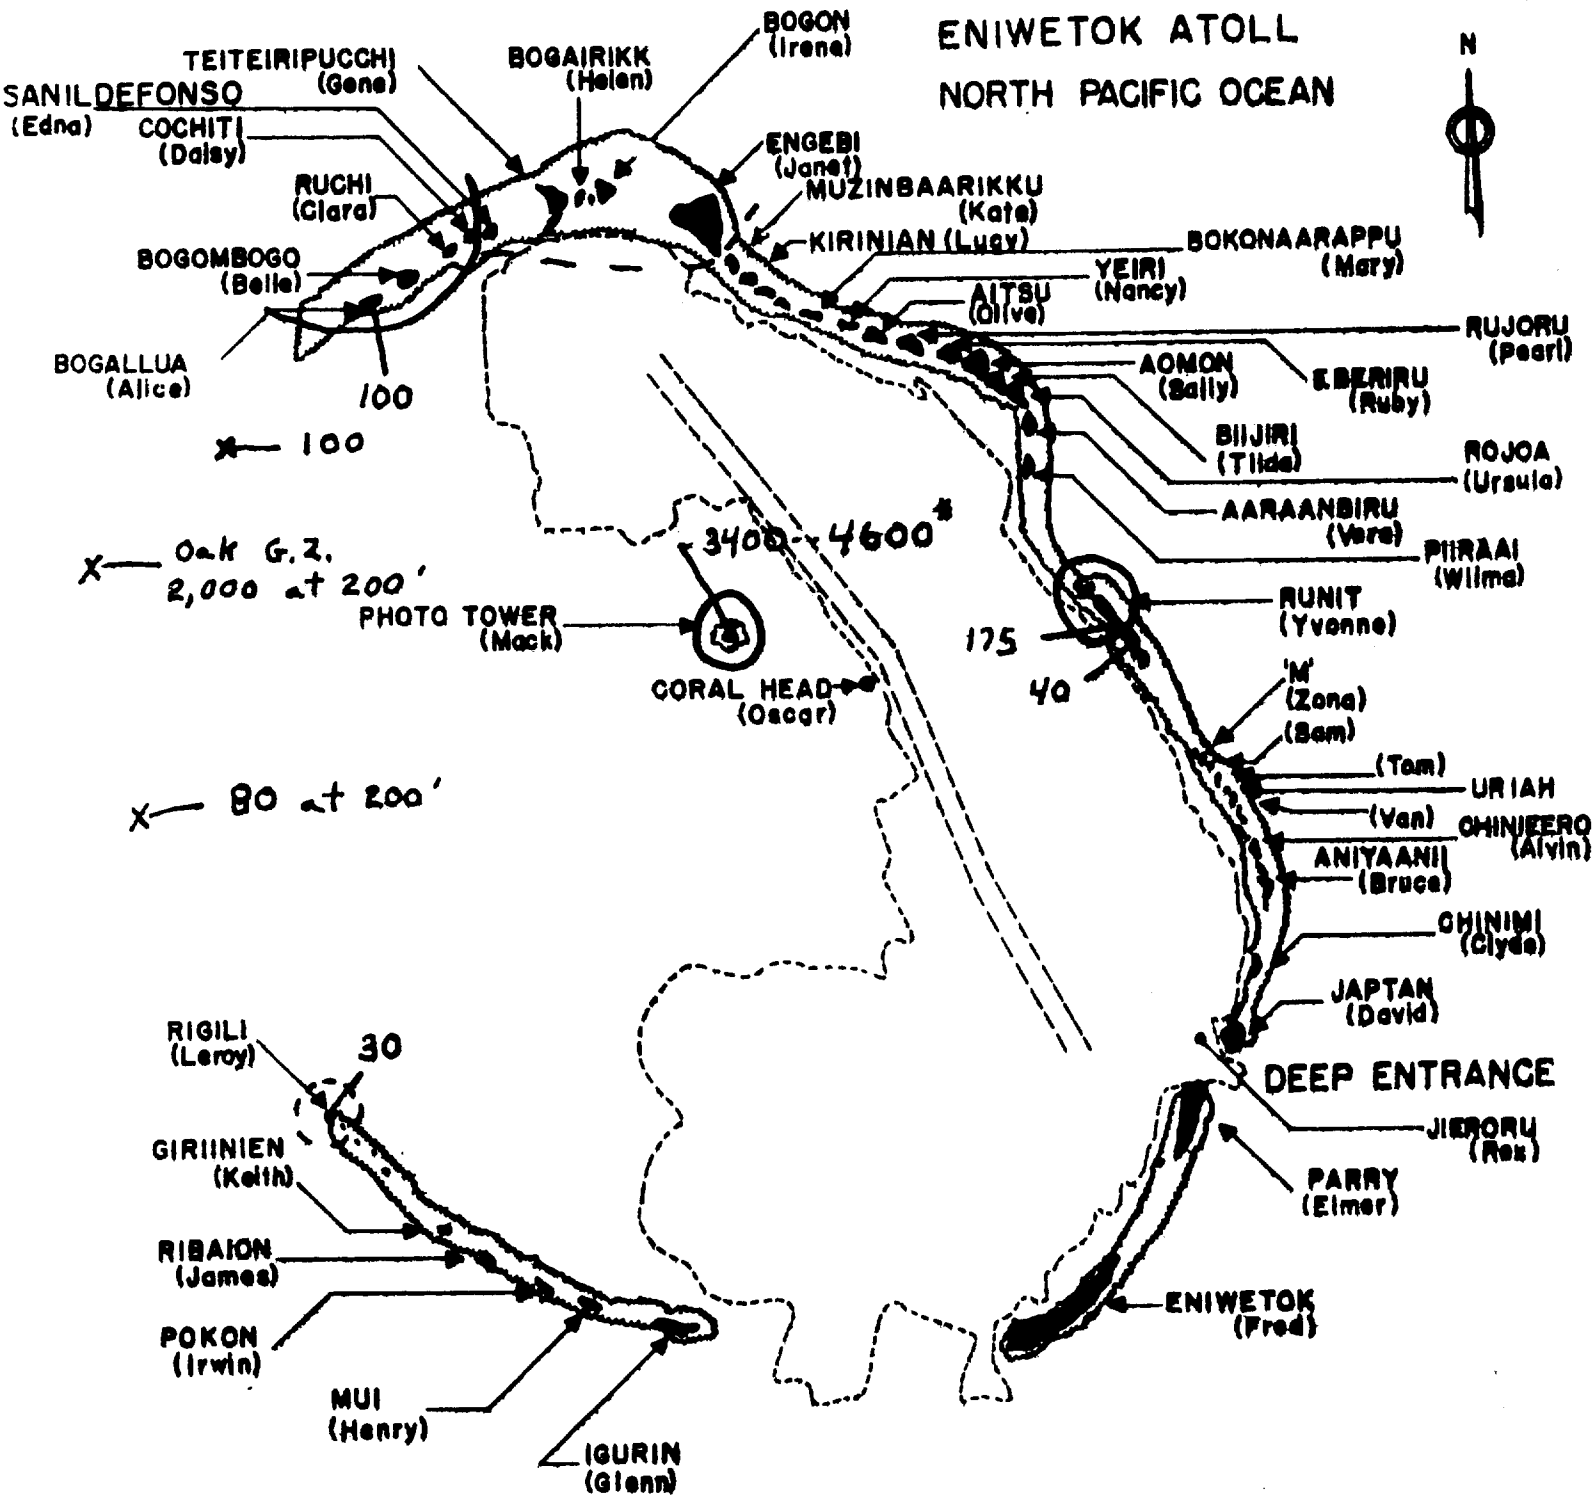 ENIWETOK ATOLL
NORTH PACIFIC OCEAN
N
BOGON
(Irene)
BOGAIRIKK
(Helen)
TEITEIRIPUCCHI
(Gene)
SANILDEFONSO
(Edna)
COCHITI
(Daisy)
RUCHI
(Clara)
BOGOMBOGO
(Belle)
BOGALLUA
(Alice)
100
ENGEBI
(Janet)
MUZINBAARIKKU
(Kate)
KIRINIAN (Lucy)
BOKONAARAPPU
(Mary)
YEIRI
(Nancy)
AITSU
(Olive)
RUJORU
(Pearl)
EBERIRU
(Ruby)
AOMON
(Sally)
BIIJIRI
(Tilda)
ROJOA
(Ursula)
AARAANBIRU
(Vera)
PIIRAAI
(Wilma)
X 100
X Oak G.Z.
2,000 at 200'
3400 - 4600*
PHOTO TOWER
(Mack)
CORAL HEAD
(Oscar)
RUNIT
(Yvonne)
175
40
'M'
(Zona)
(Sam)
(Tom)
URIAH
(Van)
CHINIEERO
(Alvin)
ANIYAANII
(Bruce)
CHINIMI
(Clyde)
JAPTAN
(David)
X 80 at 200'
DEEP ENTRANCE
JIERORU
(Rex)
PARRY
(Elmer)
ENIWETOK
(Fred)
RIGILI
(Leroy)
30
GIRIINIEN
(Keith)
RIBAION
(James)
POKON
(Irwin)
MUI
(Henry)
IGURIN
(Glenn)